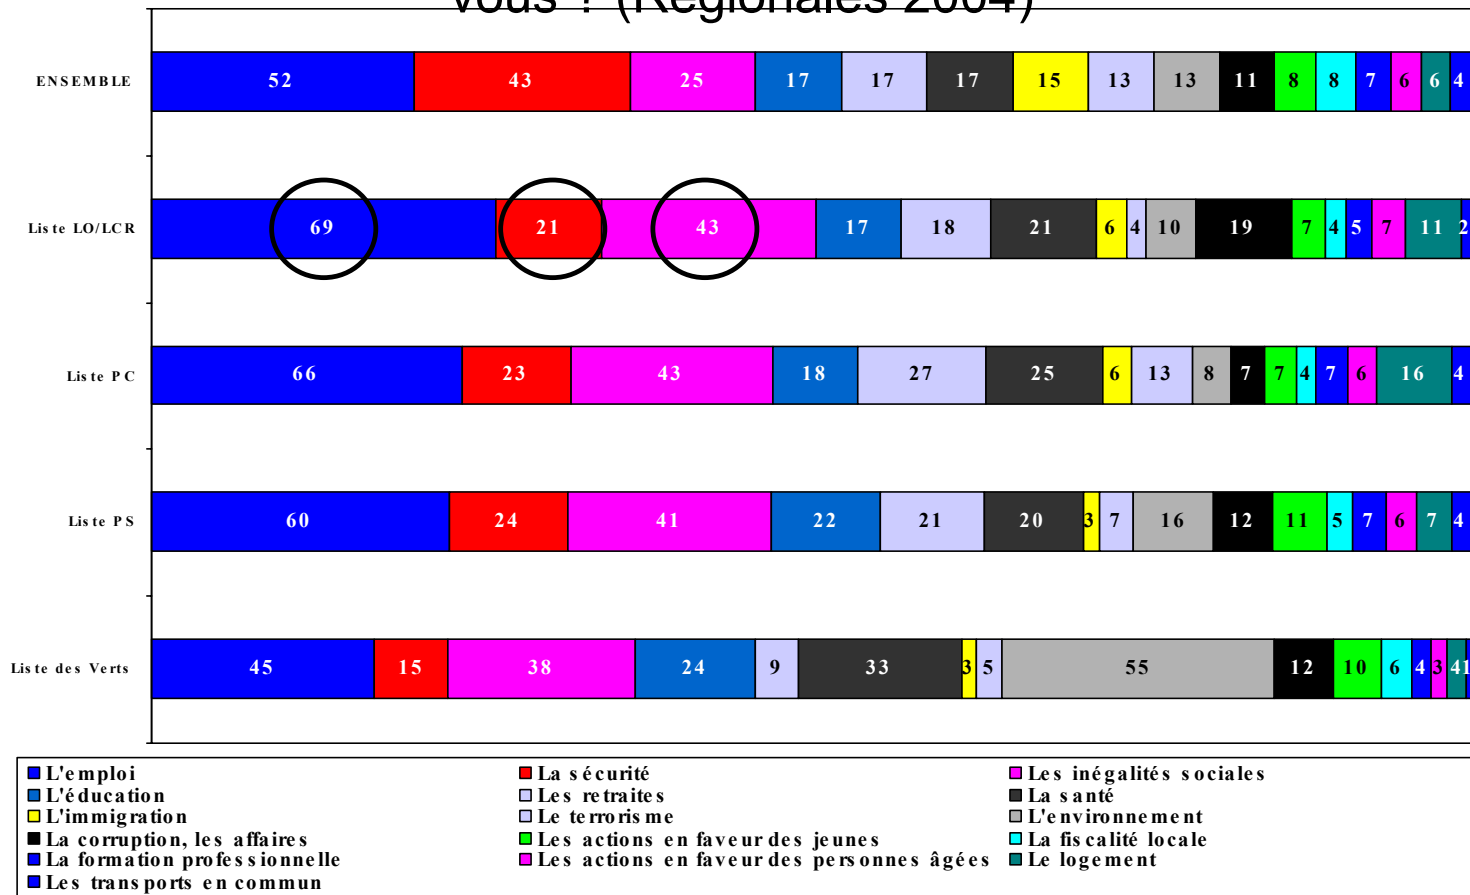 vous ? (Régionales 2004)
ENSEMBLE 52 43 25 17 17 17 15 13 13 11 8 8 7 6 6 4
Liste LO/LCR 69 21 43 17 18 21 6 4 10 19 7 4 5 7 11 2
Liste PC 66 23 43 18 27 25 6 13 8 7 7 4 7 6 16 4
Liste PS 60 24 41 22 21 20 3 7 16 12 11 5 7 6 7 4
Liste des Verts 45 15 38 24 9 33 3 5 55 12 10 6 4 3 4 1
L'emploi La sécurité Les inégalités sociales
L'éducation Les retraites La santé
L'immigration Le terrorisme L'environnement
La corruption, les affaires Les actions en faveur des jeunes La fiscalité locale
La formation professionnelle Les actions en faveur des personnes âgées Le logement
Les transports en commun